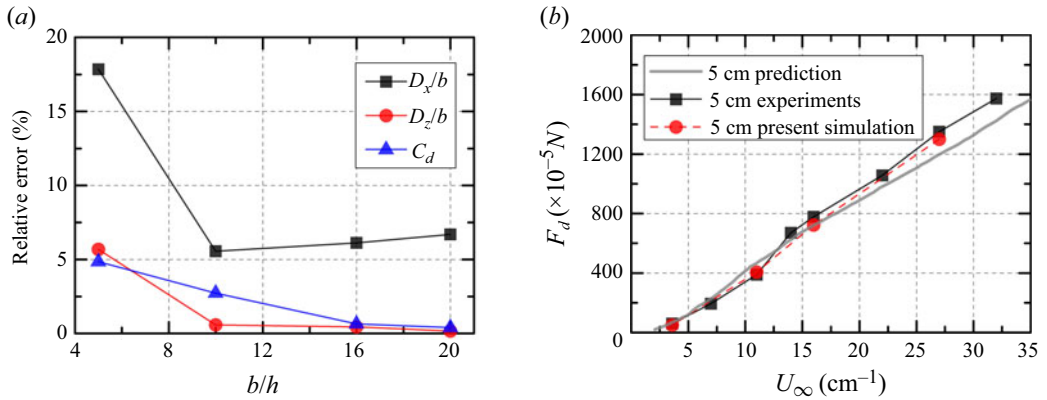 (a)
20
15
10
5
0
Relative error (%)
D_x/b
D_z/b
C_d
4
8
12
16
20
b/h
(b)
2000
1600
1200
800
400
0
F_d (×10^{−5}N)
5 cm prediction
5 cm experiments
5 cm present simulation
5
10
15
20
25
30
35
U_∞ (cm^{−1})